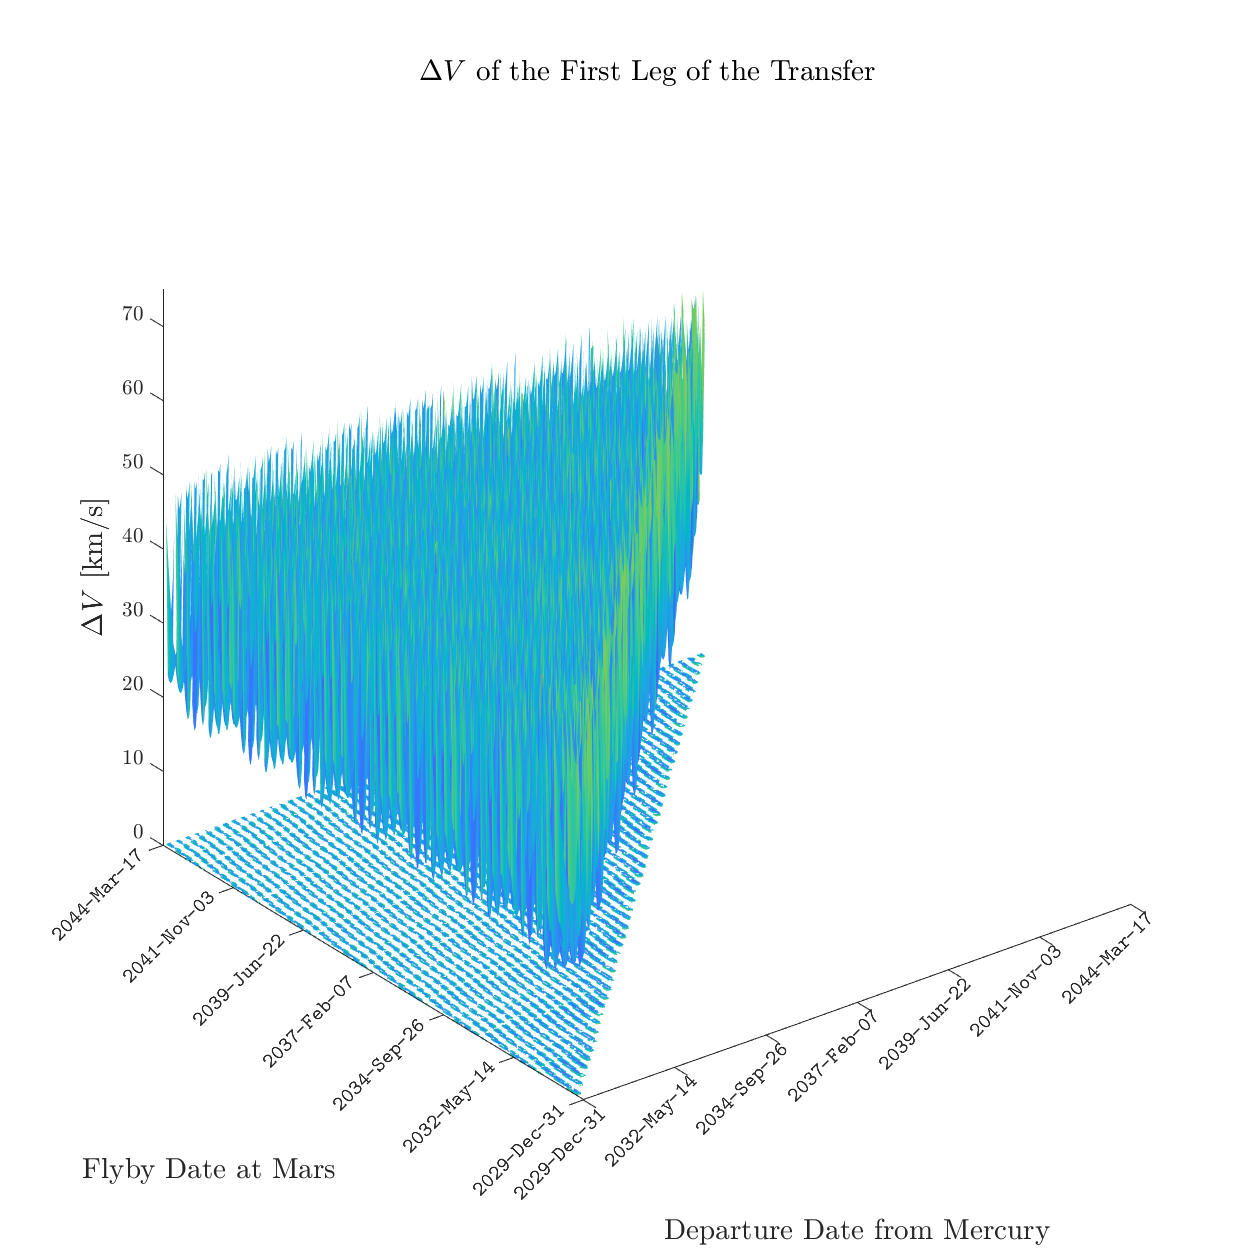 ΔV of the First Leg of the Transfer
70
60
50
40
30
20
10
0
ΔV [km/s]
2044-Mar-17
2041-Nov-03
2039-Jun-22
2037-Feb-07
2034-Sep-26
2032-May-14
2029-Dec-31
Flyby Date at Mars
2029-Dec-31
2032-May-14
2034-Sep-26
2037-Feb-07
2039-Jun-22
2041-Nov-03
2044-Mar-17
Departure Date from Mercury